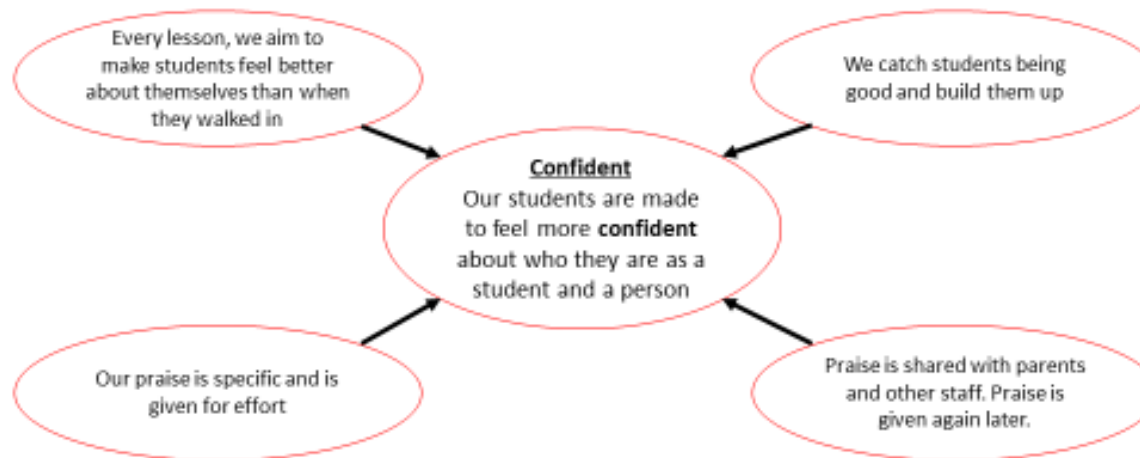 Every lesson, we aim to
make students feel better
about themselves than when
they walked in
We catch students being
good and build them up
Confident
Our students are made
to feel more confident
about who they are as a
student and a person
Our praise is specific and is
given for effort
Praise is shared with parents
and other staff. Praise is
given again later.